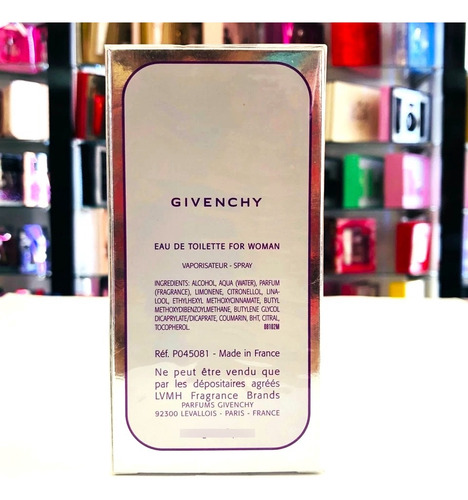 GIVENCHY
EAU DE TOILETTE FOR WOMAN
VAPORISATEUR - SPRAY
INGREDIENTS: ALCOHOL, AQUA (WATER), PARFUM
(FRAGRANCE), LIMONENE, CITRONELLOL, LINA-
LOOL, ETHYLHEXYL METHOXYCINNAMATE, BUTYL
METHOXYDIBENZOYLMETHANE, BUTYLENE GLYCOL
DICAPRYLATE/DICAPRATE, COUMARIN, BHT, CITRAL,
TOCOPHEROL. 08102M
Réf. P045081 - Made in France
Ne peut être vendu que
par les dépositaires agréés
LVMH Fragrance Brands
PARFUMS GIVENCHY
92300 LEVALLOIS - PARIS - FRANCE